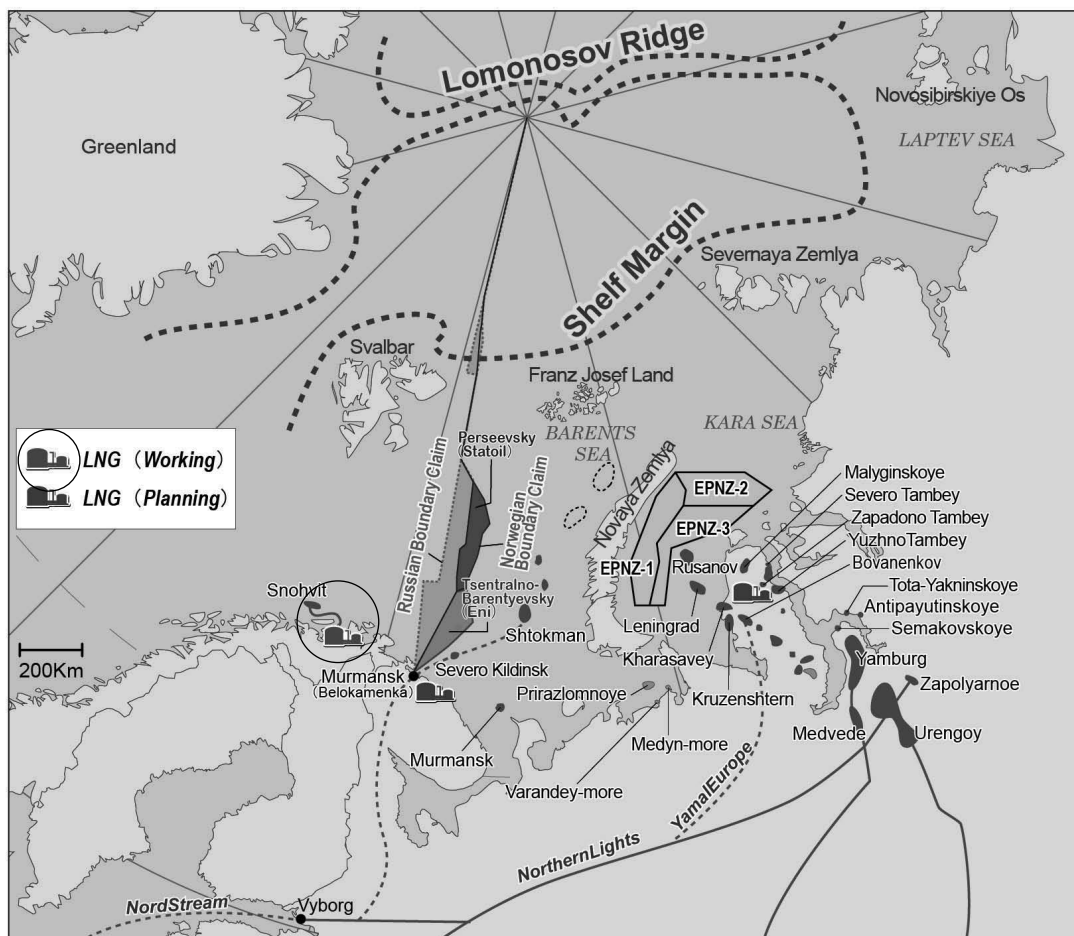 Lomonosov Ridge
Novosibirskiye Os
LAPTEV SEA
Greenland
Shelf Margin
Severnaya Zemlya
Svalbar
Franz Josef Land
KARA SEA
BARENTS
SEA
LNG（Working）
LNG（Planning）
Perseevsky
(Statoil)
Russian Boundary Claim
Norwegian
Boundary Claim
Novaya Zemlya
EPNZ-2
EPNZ-3
EPNZ-1
Malyginskoye
Severo Tambey
Zapadono Tambey
YuzhnoTambey
Bovanenkov
Rusanov
Tota-Yakninskoye
Antipayutinskoye
Semakovskoye
Snohvit
Tsentralno-
Barentyevsky
(Eni)
Shtokman
Leningrad
Kharasavey
200Km
Murmansk
(Belokamenka)
Severo Kildinsk
Prirazlomnoye
Kruzenshtern
Yamburg
Zapolyarnoe
Medvede
Urengoy
Murmansk
Medyn-more
Varandey-more
YamalEurope
NorthernLights
NordStream
Vyborg